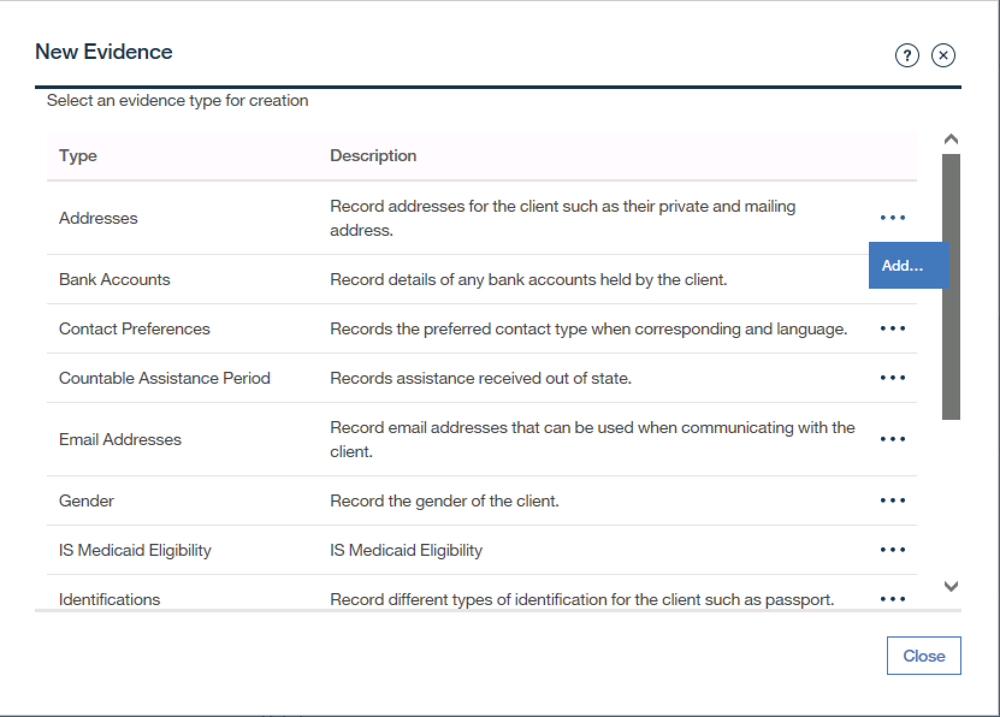 New Evidence
?
Select an evidence type for creation
Type Description
Addresses Record addresses for the client such as their private and mailing
address.
Add...
Bank Accounts Record details of any bank accounts held by the client.
Contact Preferences Records the preferred contact type when corresponding and language.
Countable Assistance Period Records assistance received out of state.
Email Addresses Record email addresses that can be used when communicating with the
client.
Gender Record the gender of the client.
IS Medicaid Eligibility IS Medicaid Eligibility
Identifications Record different types of identification for the client such as passport.
Close